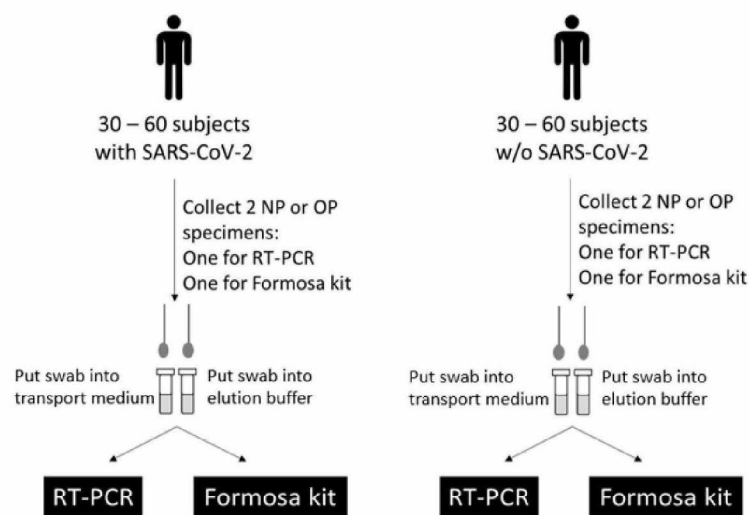 30 – 60 subjects
with SARS-CoV-2
Collect 2 NP or OP
specimens:
One for RT-PCR
One for Formosa kit
Put swab into
transport medium
Put swab into
elution buffer
RT-PCR
Formosa kit
30 – 60 subjects
w/o SARS-CoV-2
Collect 2 NP or OP
specimens:
One for RT-PCR
One for Formosa kit
Put swab into
transport medium
Put swab into
elution buffer
RT-PCR
Formosa kit